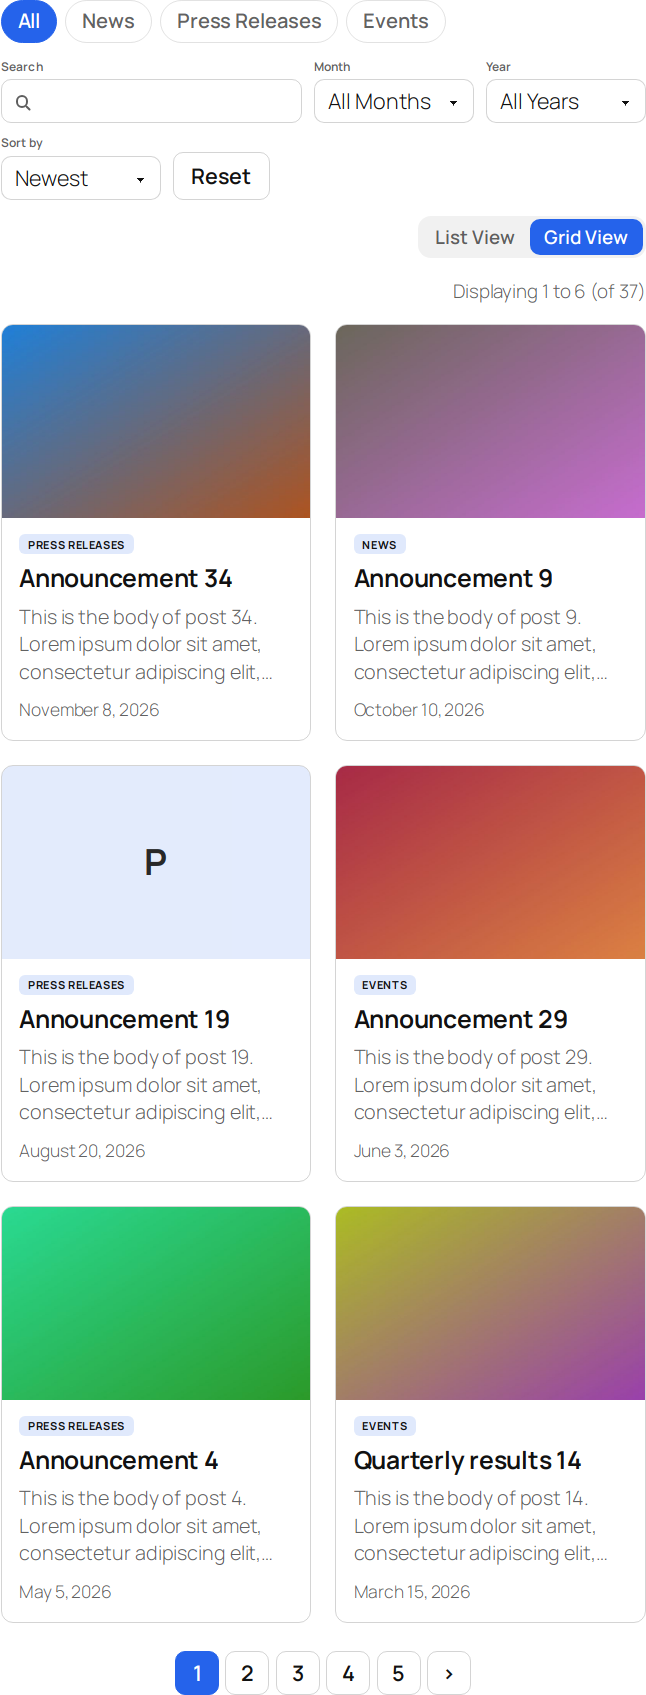 All News Press Releases Events
Search Month Year
All Months All Years
Sort by
Newest Reset
List View Grid View
Displaying 1 to 6 (of 37)
PRESS RELEASES
Announcement 34
This is the body of post 34.
Lorem ipsum dolor sit amet,
consectetur adipiscing elit,...
November 8, 2026
NEWS
Announcement 9
This is the body of post 9.
Lorem ipsum dolor sit amet,
consectetur adipiscing elit,...
October 10, 2026
P
PRESS RELEASES
Announcement 19
This is the body of post 19.
Lorem ipsum dolor sit amet,
consectetur adipiscing elit,...
August 20, 2026
EVENTS
Announcement 29
This is the body of post 29.
Lorem ipsum dolor sit amet,
consectetur adipiscing elit,...
June 3, 2026
PRESS RELEASES
Announcement 4
This is the body of post 4.
Lorem ipsum dolor sit amet,
consectetur adipiscing elit,...
May 5, 2026
EVENTS
Quarterly results 14
This is the body of post 14.
Lorem ipsum dolor sit amet,
consectetur adipiscing elit,...
March 15, 2026
1 2 3 4 5 ›